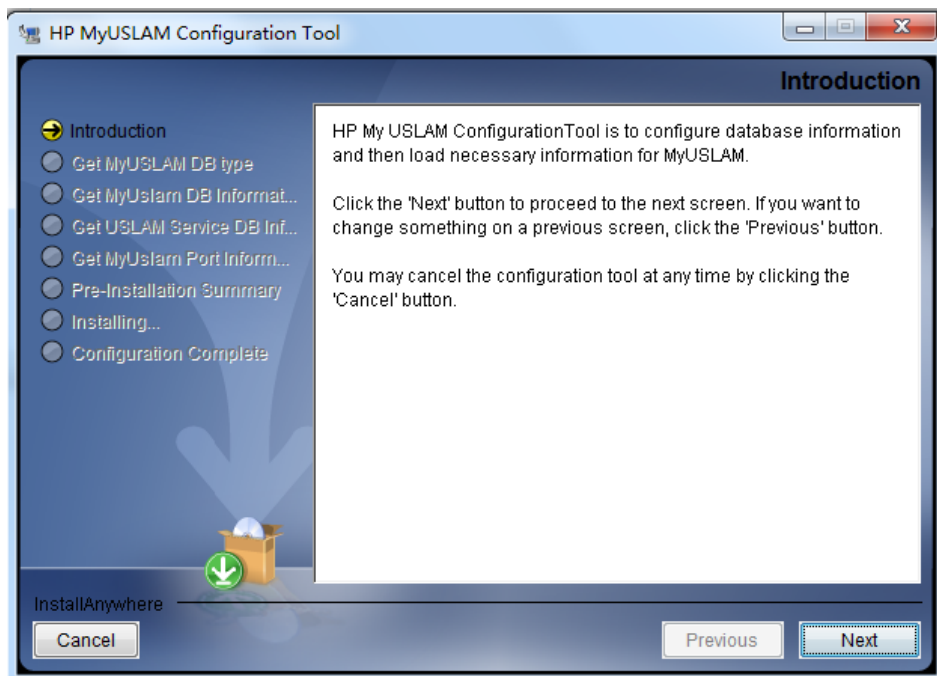 HP MyUSLAM Configuration Tool
Introduction
Introduction
Get MyUSLAM DB type
Get MyUslam DB Informat...
Get USLAM Service DB Inf...
Get MyUslam Port Inform...
Pre-Installation Summary
Installing...
Configuration Complete
HP My USLAM ConfigurationTool is to configure database information
and then load necessary information for MyUSLAM.
Click the 'Next' button to proceed to the next screen. If you want to
change something on a previous screen, click the 'Previous' button.
You may cancel the configuration tool at any time by clicking the
'Cancel' button.
InstallAnywhere
Cancel
Previous
Next